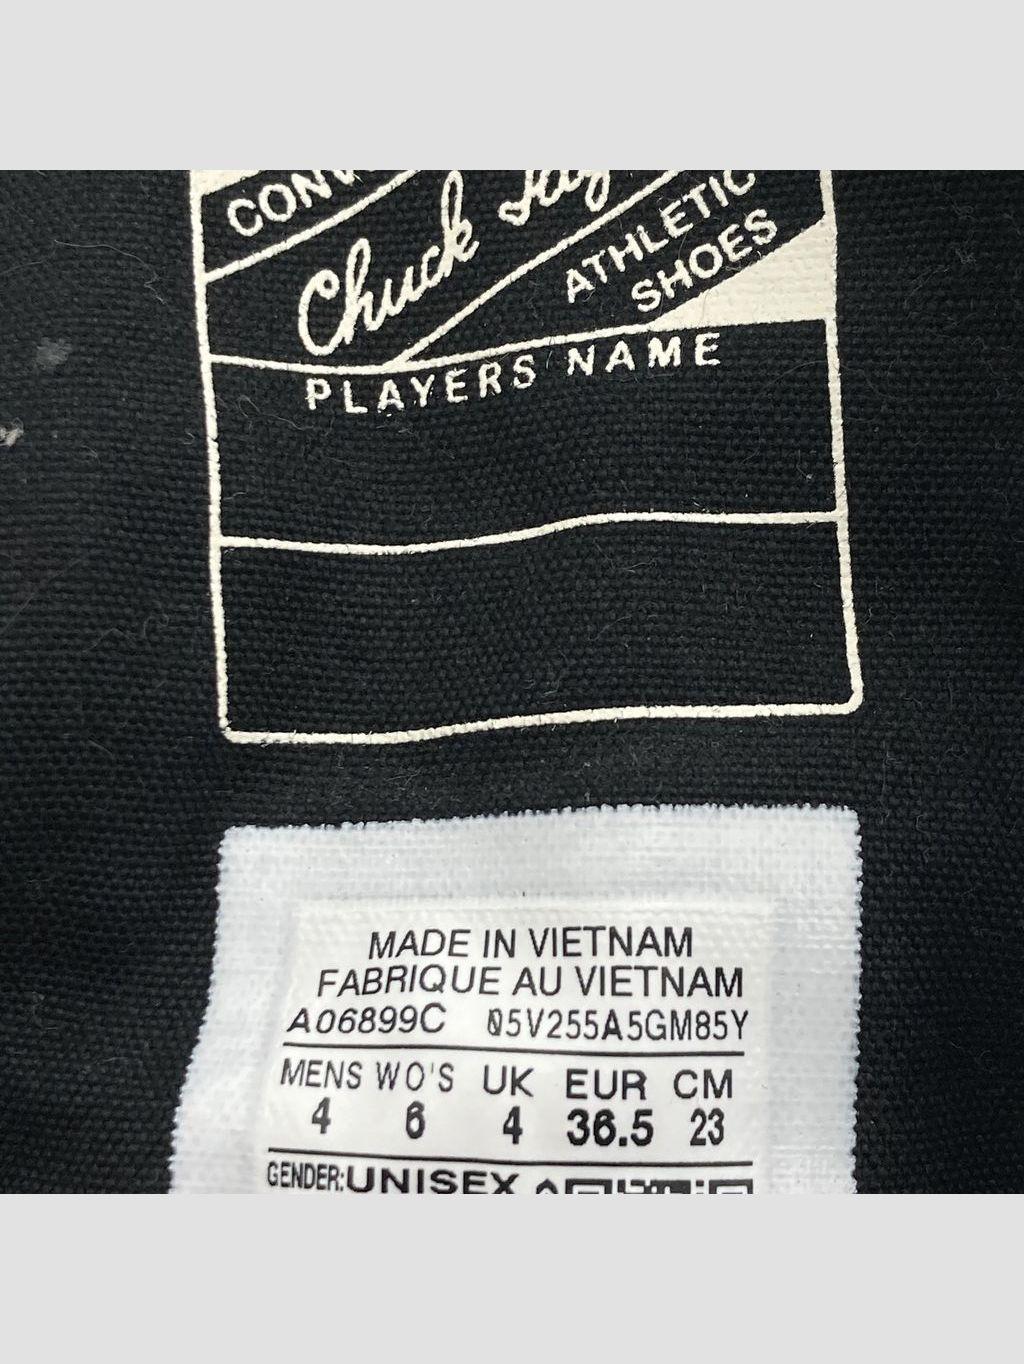 Chuck
ATHLETIC
SHOES
PLAYERS NAME
MADE IN VIETNAM
FABRIQUE AU VIETNAM
A06899C 05V255A5GM85Y
MENS WO'S UK EUR CM
4 6 4 36.5 23
GENDER:UNISEX